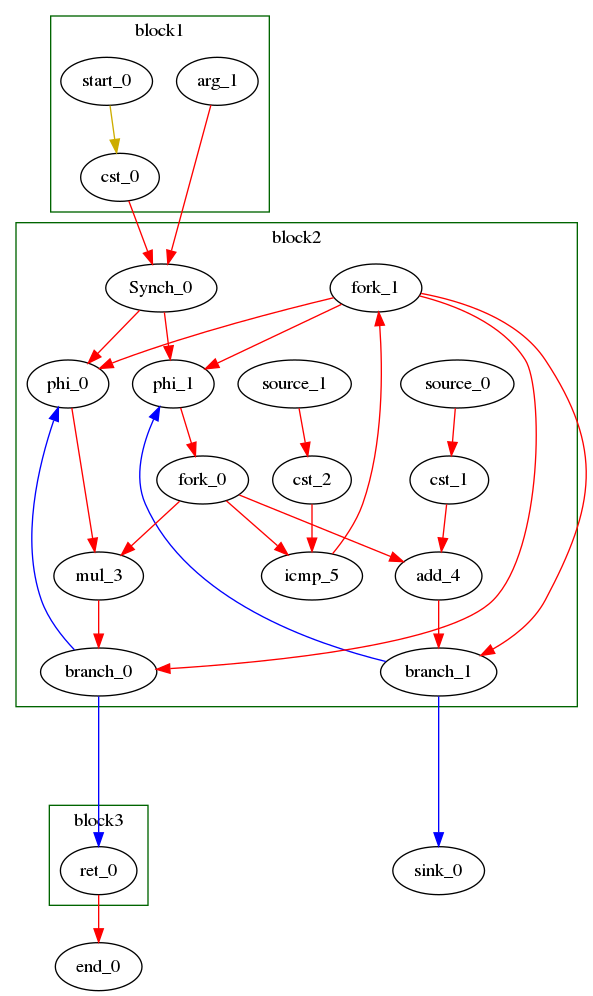 block1
start_0
arg_1
cst_0
block2
Synch_0
fork_1
phi_0
phi_1
source_1
source_0
fork_0
cst_2
cst_1
mul_3
icmp_5
add_4
branch_0
branch_1
block3
ret_0
sink_0
end_0